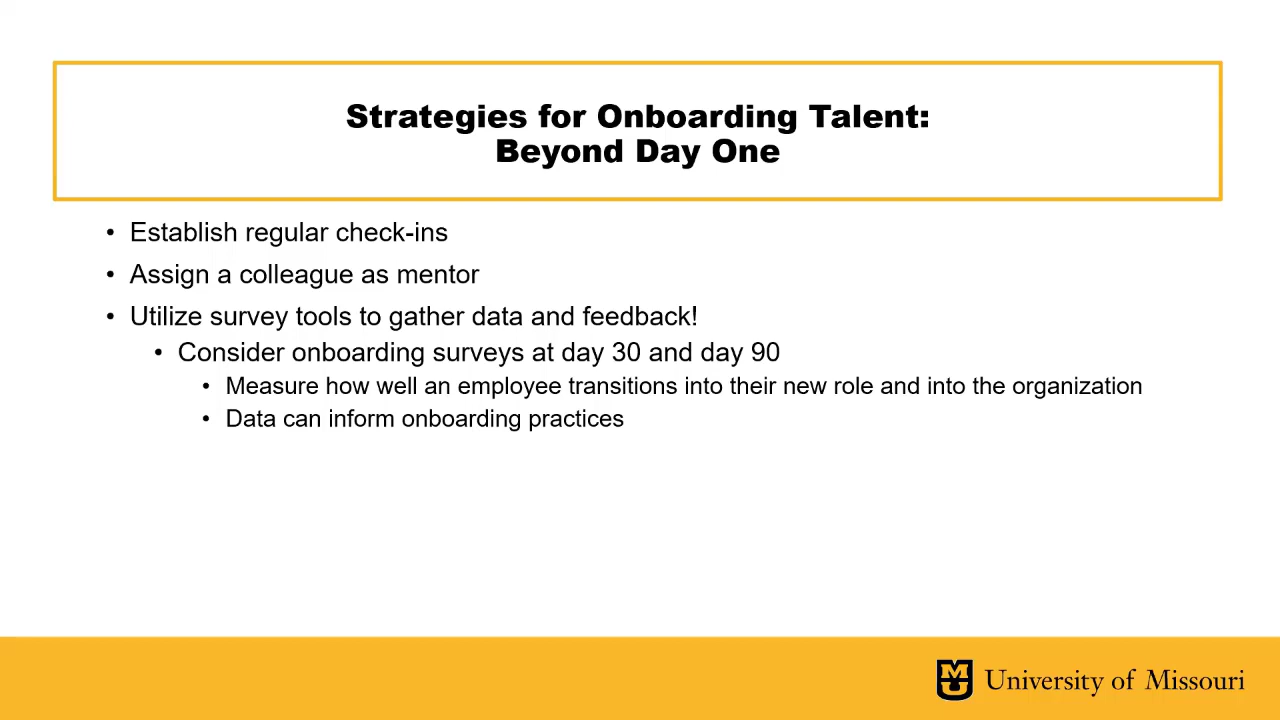 Strategies for Onboarding Talent:
Beyond Day One
• Establish regular check-ins
• Assign a colleague as mentor
• Utilize survey tools to gather data and feedback!
• Consider onboarding surveys at day 30 and day 90
• Measure how well an employee transitions into their new role and into the organization
• Data can inform onboarding practices
MU University of Missouri